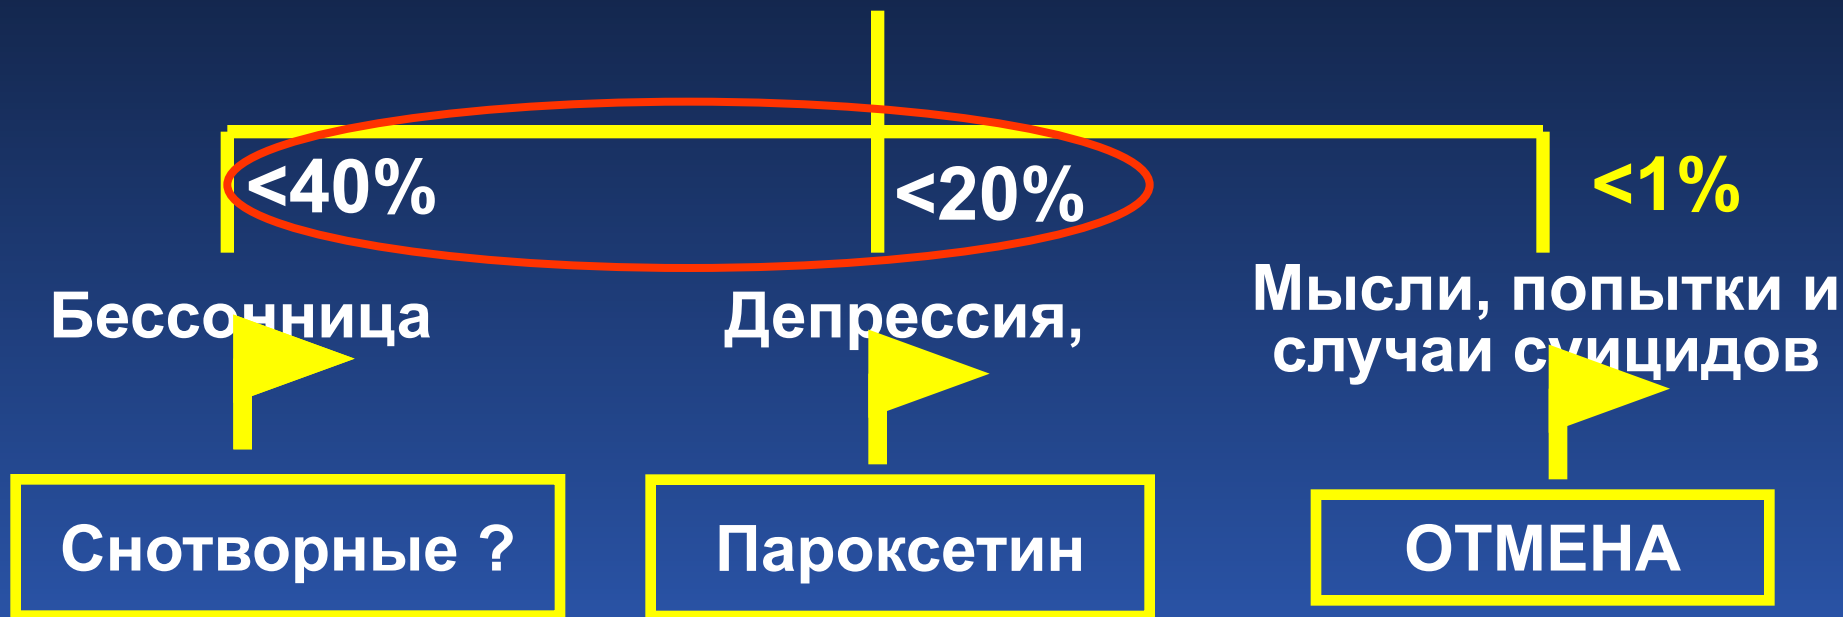 <40%
<20%
<1%
Бессонница
Депрессия,
Мысли, попытки и
случаи суицидов
Снотворные ?
Пароксетин
ОТМЕНА